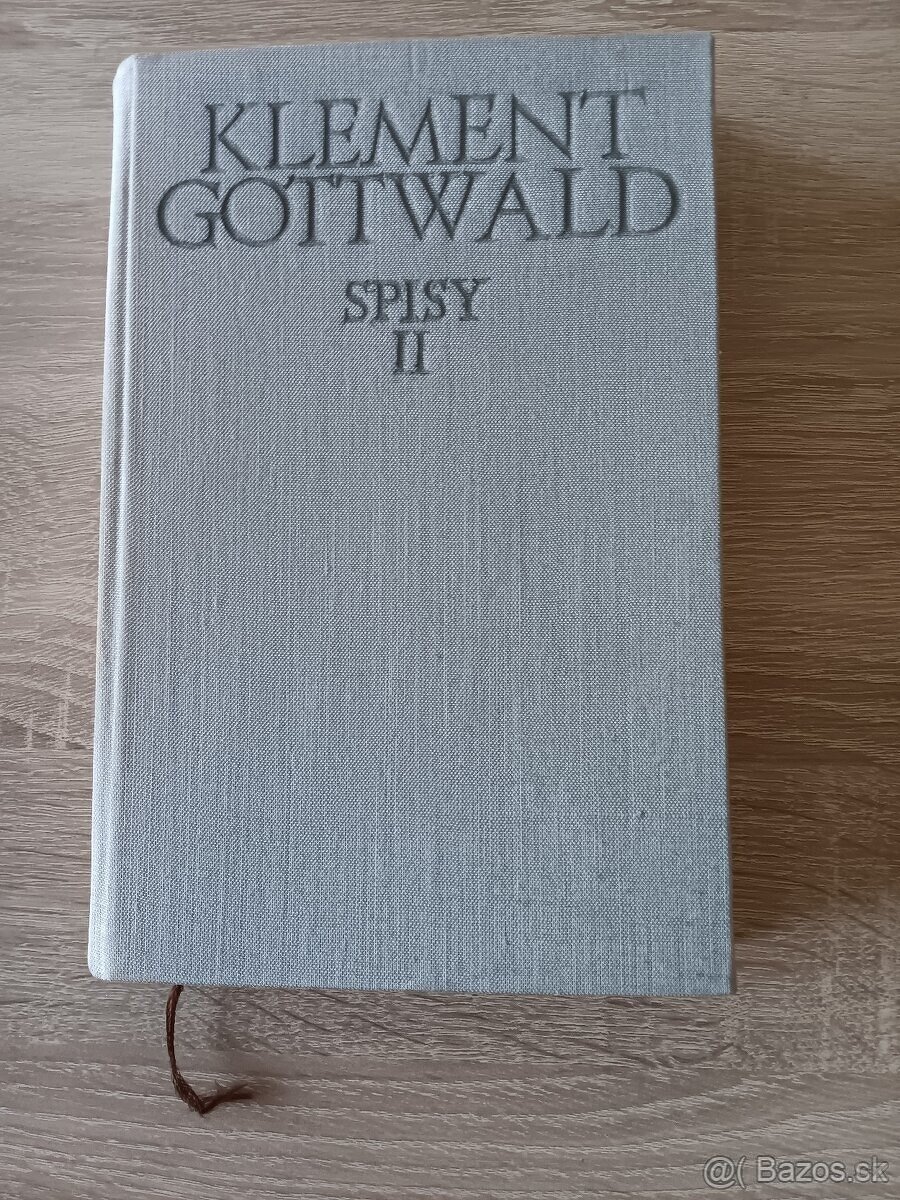 KLEMENT
GOTTWALD
SPISY
II
@( Bazos.sk